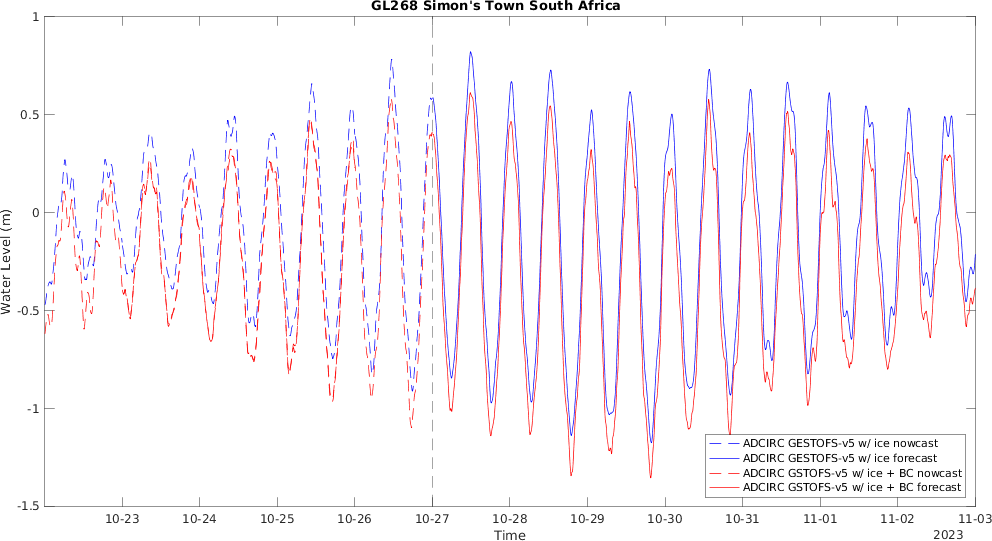 GL268 Simon's Town South Africa
1
0.5
0
-0.5
-1
-1.5
Water Level (m)
ADCIRC GESTOFS-v5 w/ ice nowcast
ADCIRC GESTOFS-v5 w/ ice forecast
ADCIRC GSTOFS-v5 w/ ice + BC nowcast
ADCIRC GSTOFS-v5 w/ ice + BC forecast
10-23 10-24 10-25 10-26 10-27 10-28 10-29 10-30 10-31 11-01 11-02 11-03
Time 2023